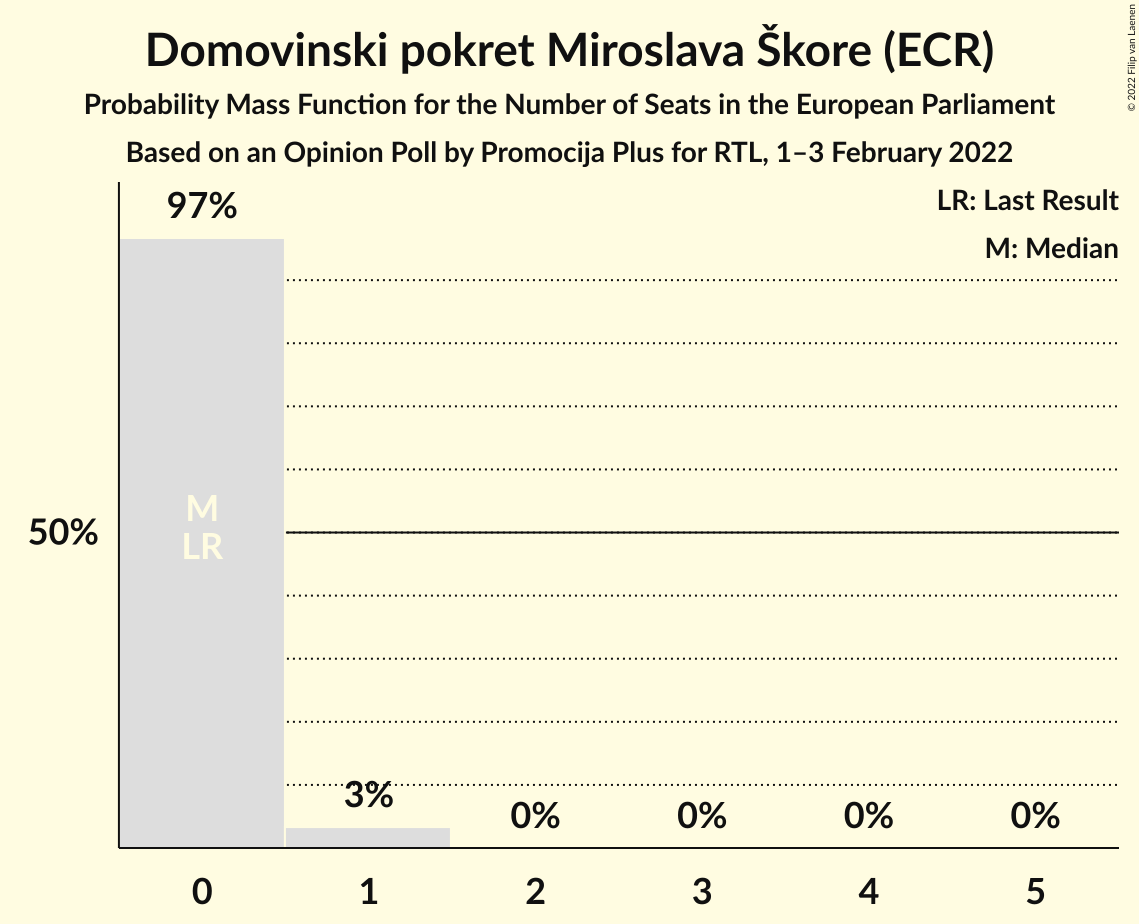 Domovinski pokret Miroslava Škore (ECR)
Probability Mass Function for the Number of Seats in the European Parliament
Based on an Opinion Poll by Promocija Plus for RTL, 1–3 February 2022
© 2022 Filip van Laenen
LR: Last Result
M: Median
97%
M
LR
50%
3%
0%
0%
0%
0%
0
1
2
3
4
5